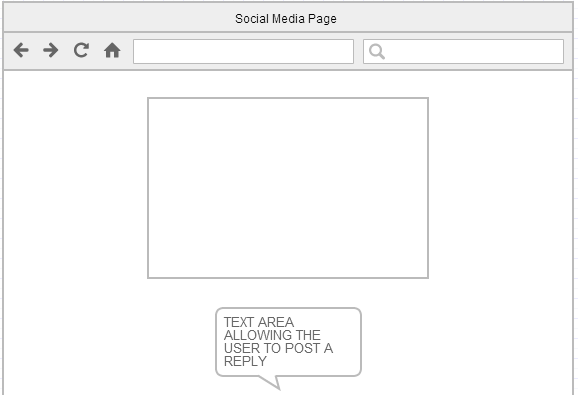 Social Media Page
TEXT AREA
ALLOWING THE
USER TO POST A
REPLY